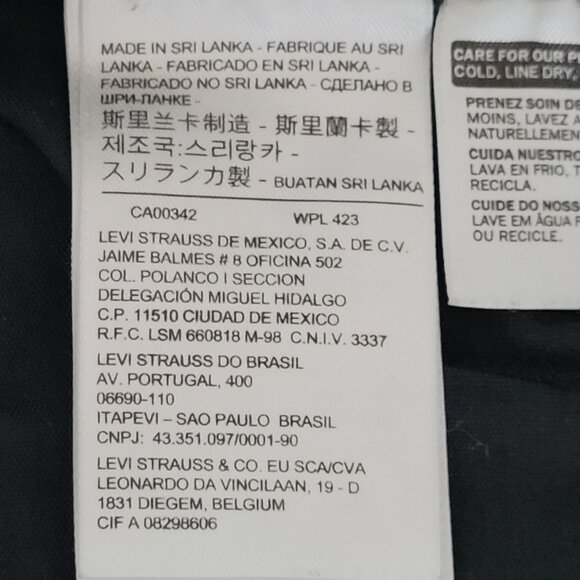 MADE IN SRI LANKA - FABRIQUE AU SRI
LANKA - FABRICADO EN SRI LANKA -
FABRICADO NO SRI LANKA - СДЕЛАНО В
ШРИ-ЛАНКЕ -
斯里兰卡制造 - 斯里蘭卡製 -
제조국:스리랑카 -
スリランカ製 - BUATAN SRI LANKA
CA00342 WPL 423
LEVI STRAUSS DE MEXICO, S.A. DE C.V.
JAIME BALMES # 8 OFICINA 502
COL. POLANCO I SECCION
DELEGACIÓN MIGUEL HIDALGO
C.P. 11510 CIUDAD DE MEXICO
R.F.C. LSM 660818 M-98 C.N.I.V. 3337
LEVI STRAUSS DO BRASIL
AV. PORTUGAL, 400
06690-110
ITAPEVI – SAO PAULO BRASIL
CNPJ: 43.351.097/0001-90
LEVI STRAUSS & CO. EU SCA/CVA
LEONARDO DA VINCILAAN, 19 - D
1831 DIEGEM, BELGIUM
CIF A 08298606
CARE FOR OUR
COLD, LINE DRY,
PRENEZ SOIN DE
MOINS, LAVEZ A
NATURELLEMEN
CUIDA NUESTRO
LAVA EN FRIO,
RECICLA.
CUIDE DO NOSS
LAVE EM ÁGUA F
OU RECICLE.